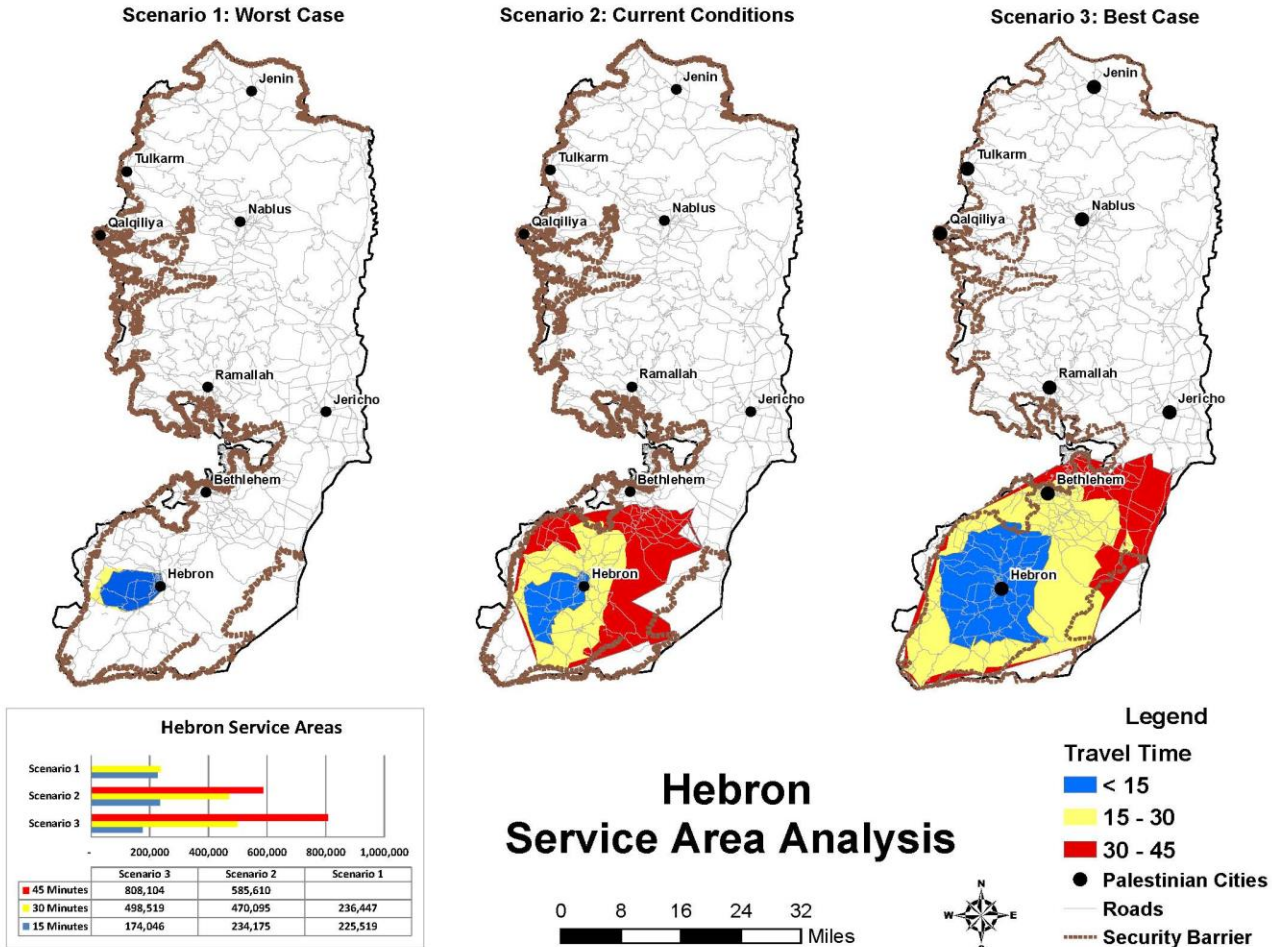 Scenario 1: Worst Case
Scenario 2: Current Conditions
Scenario 3: Best Case
Jenin
Tulkarm
Nablus
Qalqiliya
Ramallah
Jericho
Bethlehem
Hebron
Jenin
Tulkarm
Nablus
Qalqiliya
Ramallah
Jericho
Bethlehem
Hebron
Jenin
Tulkarm
Nablus
Qalqiliya
Ramallah
Jericho
Bethlehem
Hebron
Hebron Service Areas
Scenario 1
Scenario 2
Scenario 3
- 200,000 400,000 600,000 800,000 1,000,000
Scenario 3 Scenario 2 Scenario 1
45 Minutes 808,104 585,610
30 Minutes 498,519 470,095 236,447
15 Minutes 174,046 234,175 225,519
Hebron
Service Area Analysis
0 8 16 24 32
Miles
N
W E
Legend
Travel Time
< 15
15 - 30
30 - 45
Palestinian Cities
Roads
Security Barrier